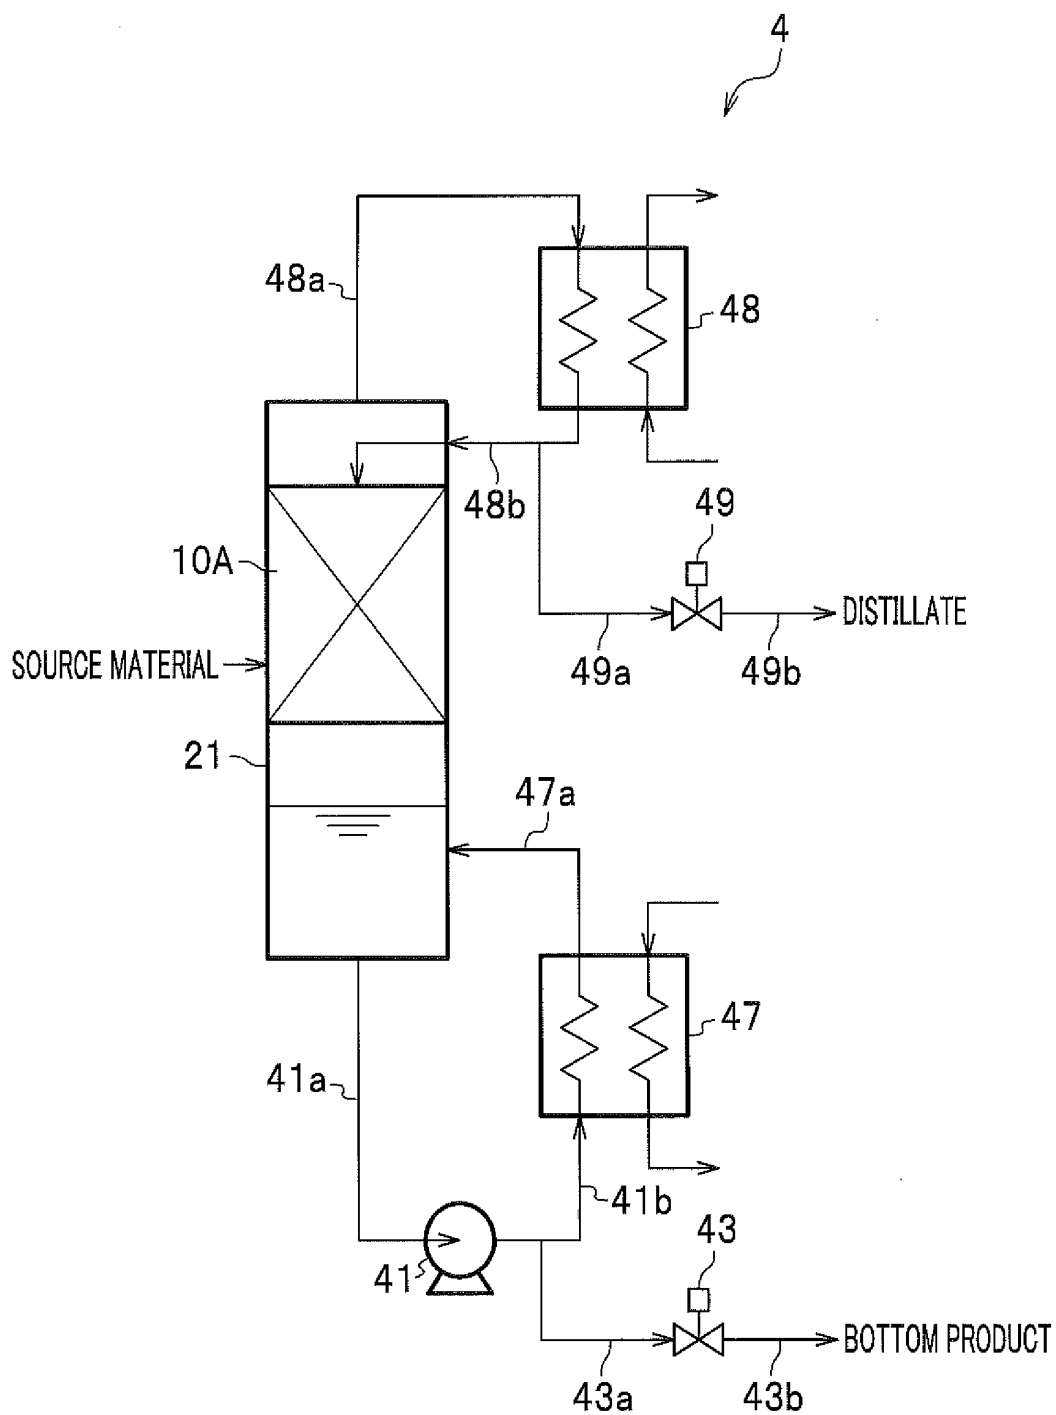 4
48a
48
48b
49
10A
DISTILLATE
SOURCE MATERIAL
49a
49b
21
47a
47
41a
41b
43
41
BOTTOM PRODUCT
43a
43b